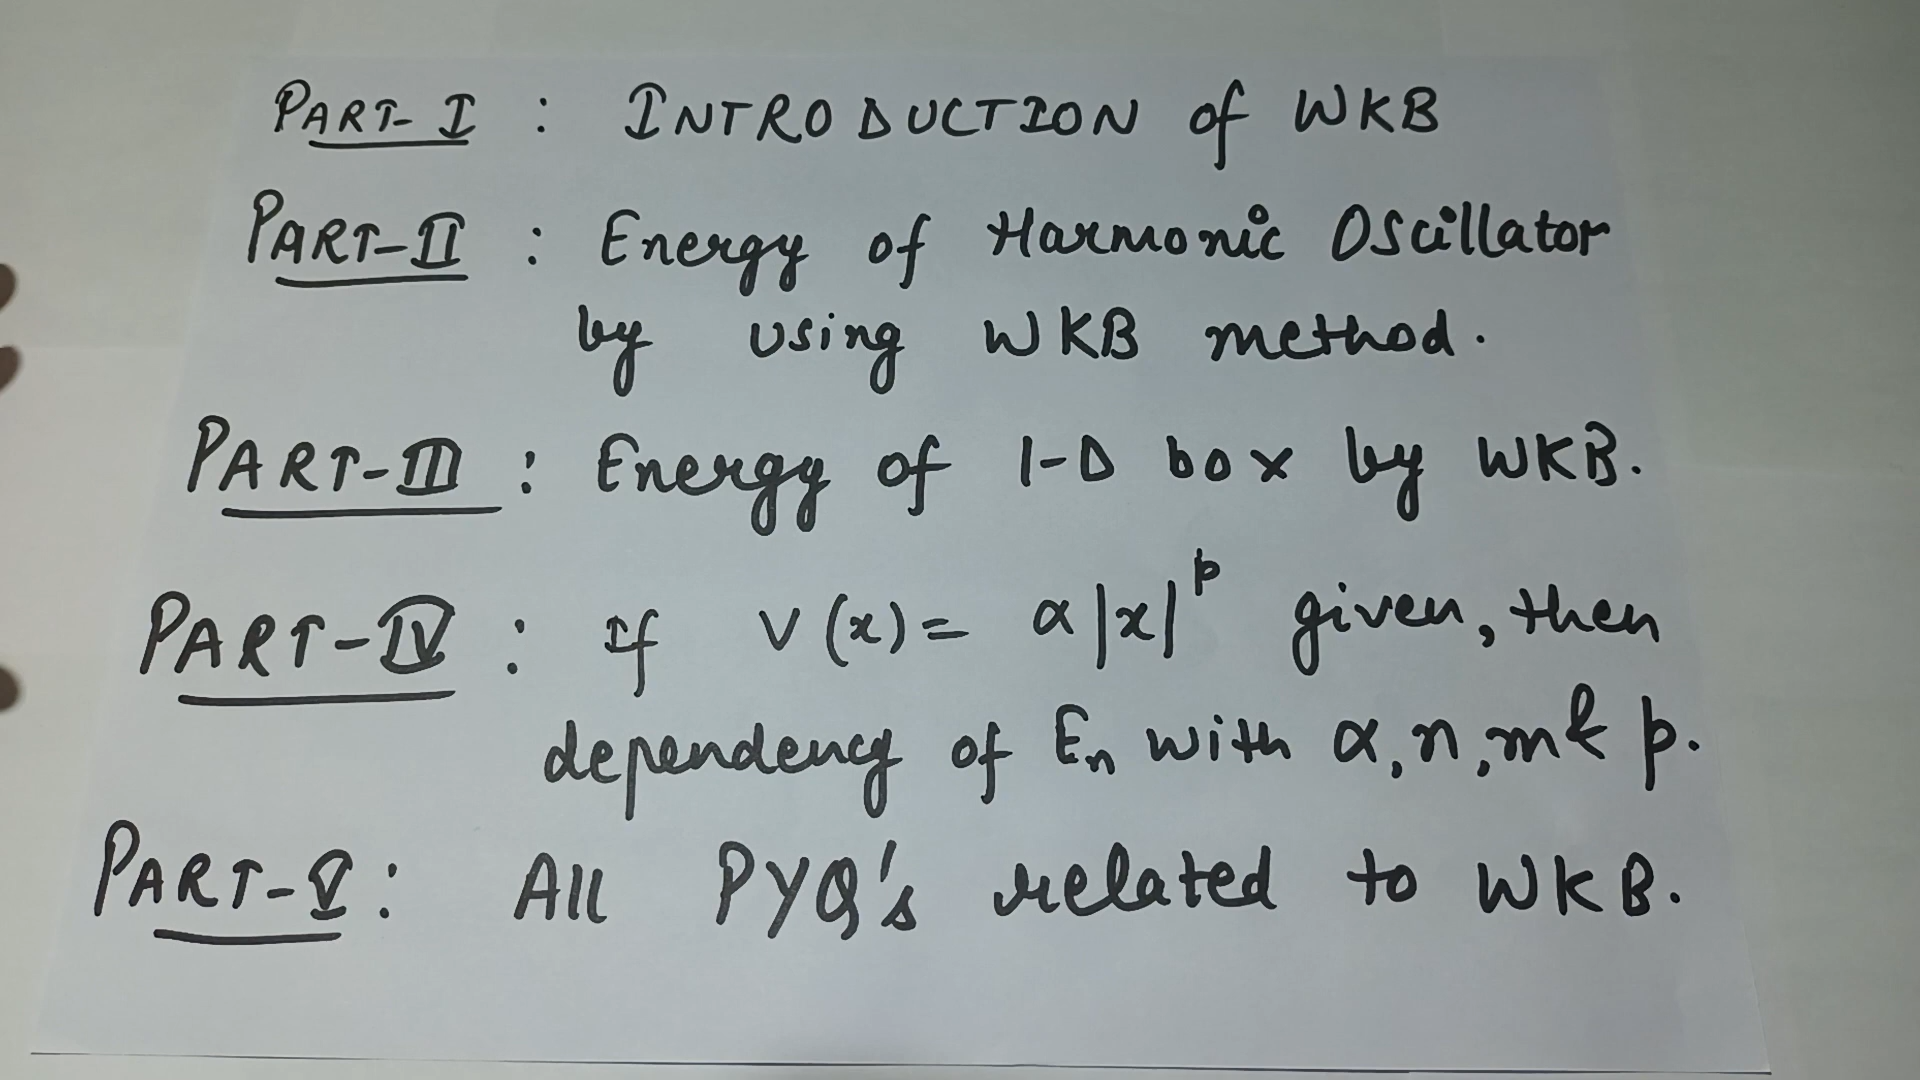 PART-I : INTRODUCTION of WKB
PART-II : Energy of Harmonic Oscillator
by using WKB method.
PART-III : Energy of 1-D box by WKB.
PART-IV : If V(x) = α|x|^p given, then
dependency of En with α, n, m & p.
PART-V : All PYQ's related to WKB.